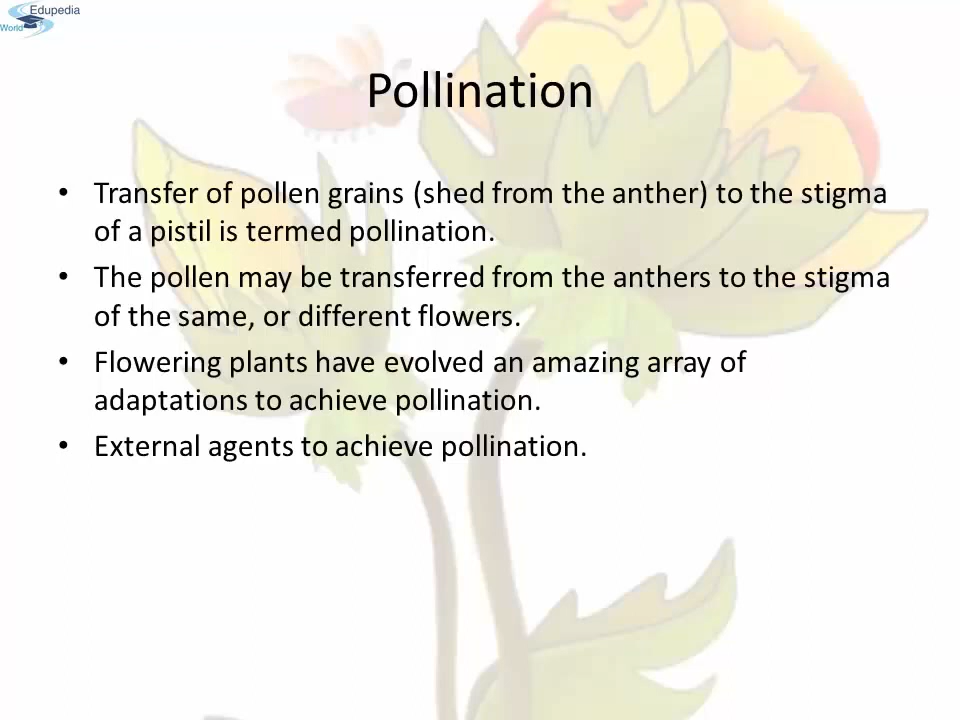 Edupedia
World
Pollination
• Transfer of pollen grains (shed from the anther) to the stigma
of a pistil is termed pollination.
• The pollen may be transferred from the anthers to the stigma
of the same, or different flowers.
• Flowering plants have evolved an amazing array of
adaptations to achieve pollination.
• External agents to achieve pollination.